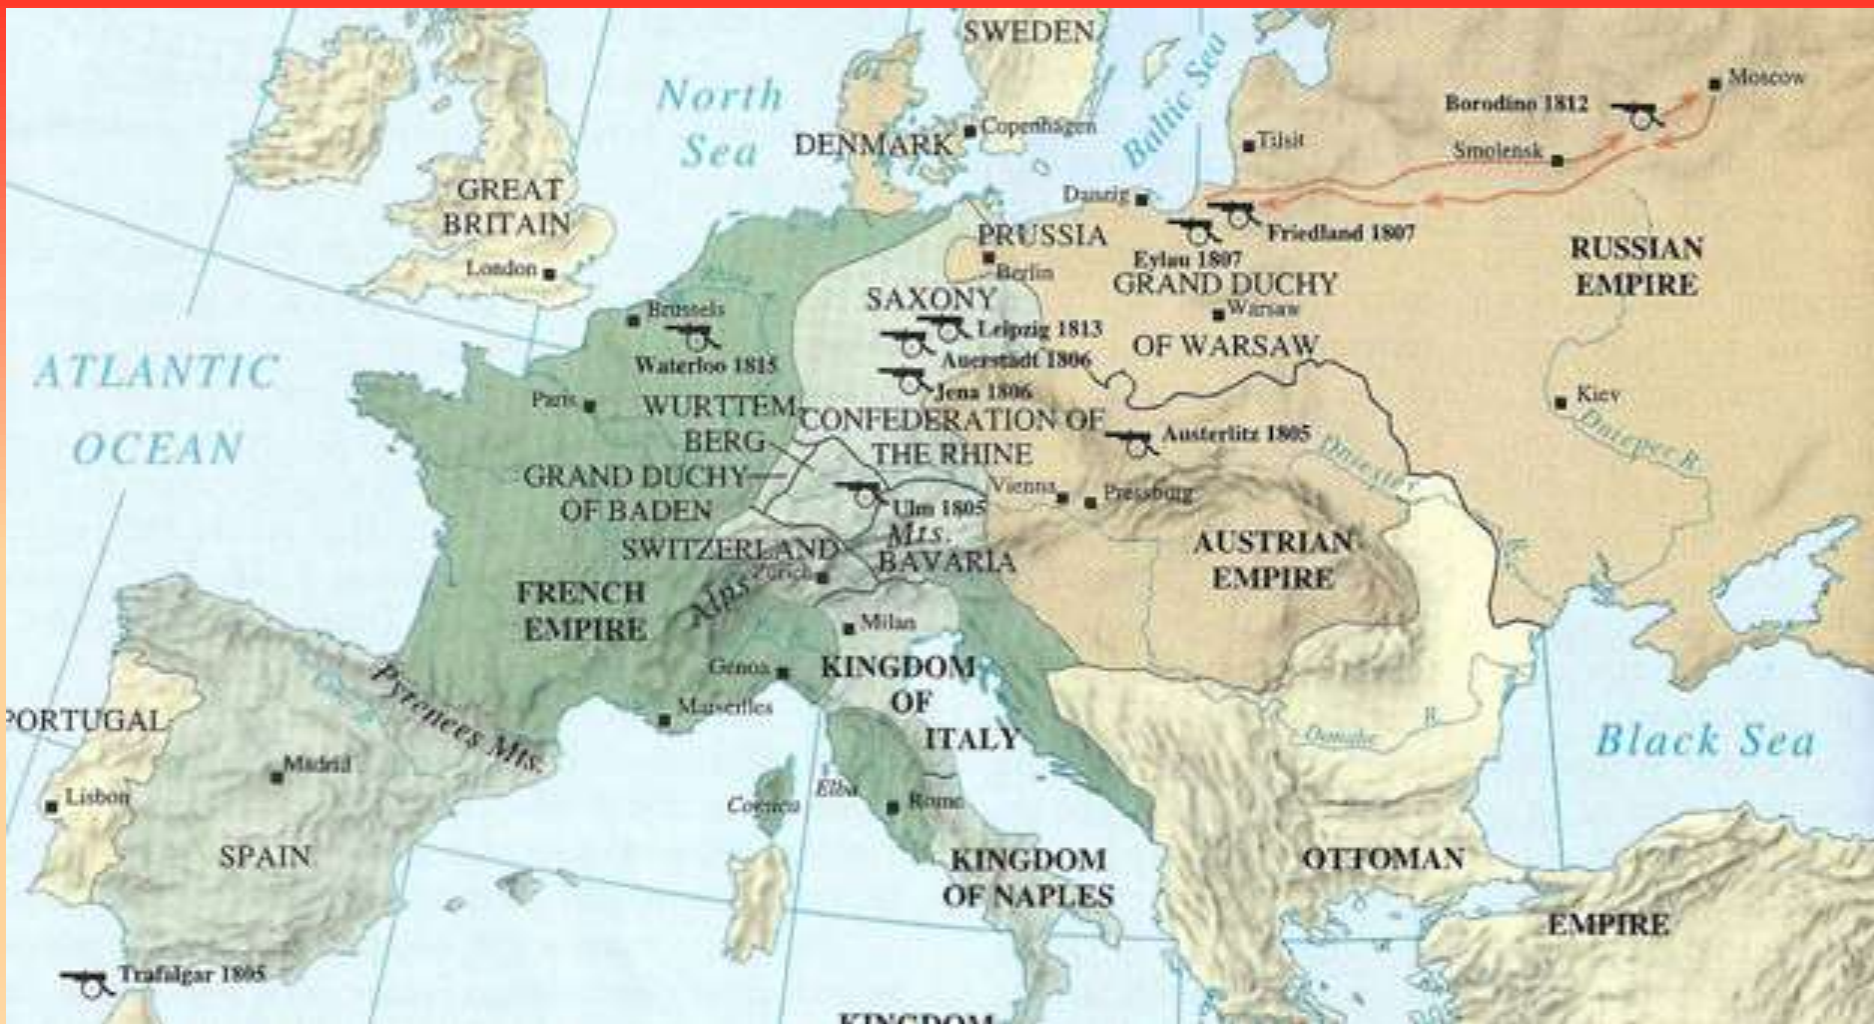 SWEDEN
North
Sea
Baltic Sea
Moscow
Borodino 1812
DENMARK
Copenhagen
Tilsit
Smolensk
GREAT
BRITAIN
Danzig
London
PRUSSIA
Friedland 1807
Eylau 1807
Berlin
RUSSIAN
EMPIRE
GRAND DUCHY
Warsaw
OF WARSAW
SAXONY
Rhine
Brussels
Leipzig 1813
Waterloo 1815
Auerstädt 1806
Jena 1806
ATLANTIC
OCEAN
Paris
WURTTEM-
BERG
CONFEDERATION OF
THE RHINE
Kiev
Dnieper R.
Austerlitz 1805
Dniester
GRAND DUCHY
OF BADEN
Vienna
Pressburg
Ulm 1805
Mts.
SWITZERLAND
BAVARIA
Zurich
Alps
AUSTRIAN
EMPIRE
FRENCH
EMPIRE
Milan
Genoa
KINGDOM
OF
ITALY
Pyrenees Mts.
Marseilles
PORTUGAL
Danube
R.
Black Sea
Madrid
Lisbon
Corsica
Elba
Rome
SPAIN
KINGDOM
OF NAPLES
OTTOMAN
EMPIRE
Trafalgar 1805
KINGDOM